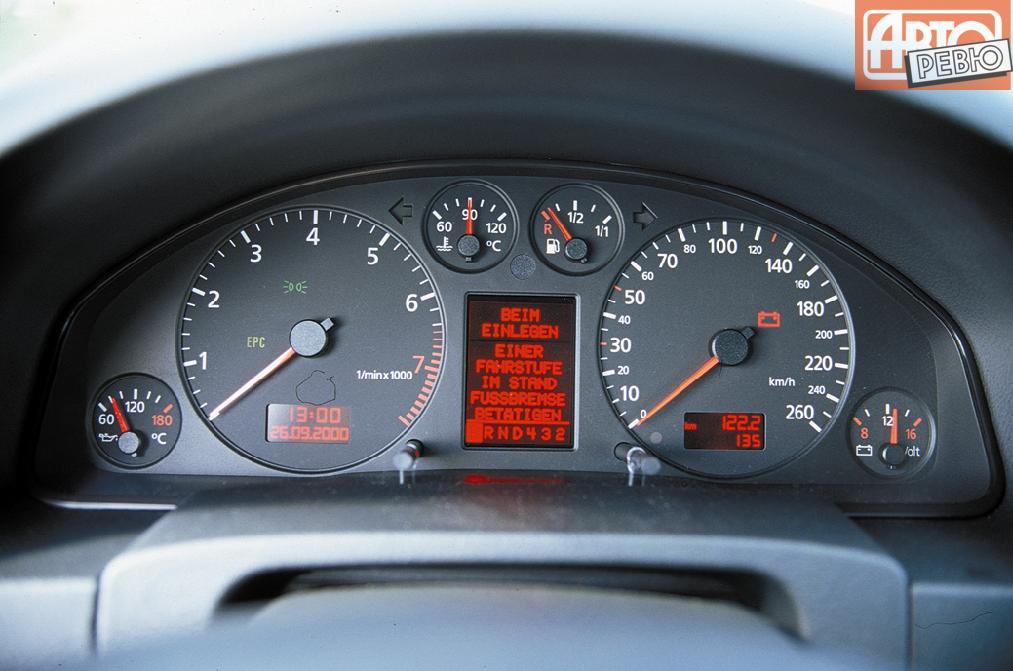 АВТО
РЕВЮ
1 2 3 4 5 6 7
1/min x 1000
EPC
13:00
26.09.2000
60 120 180
°C
60 90 120
°C
R 1/2 1/1
BEIM
EINLEGEN
EINER
FAHRSTUFE
IM STAND
FUSSBREMSE
BETÄTIGEN
RND432
0 10 20 30 40 50 60 70 80 100 120 140 160 180 200 220 240 260
km/h
km 122.2
135
8 12 16